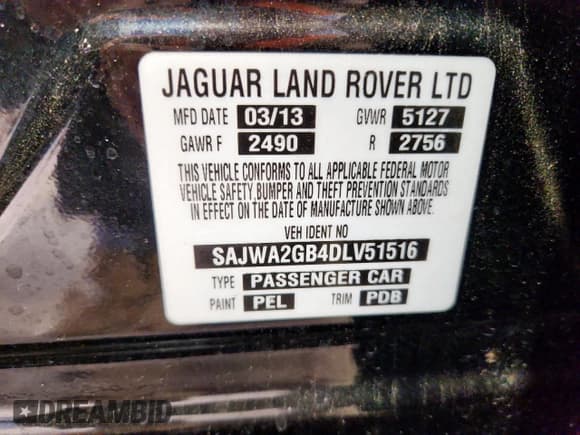 JAGUAR LAND ROVER LTD
MFD DATE 03/13 GVWR 5127
GAWR F 2490 R 2756
THIS VEHICLE CONFORMS TO ALL APPLICABLE FEDERAL MOTOR
VEHICLE SAFETY,BUMPER AND THEFT PREVENTION STANDARDS
IN EFFECT ON THE DATE OF MANUFACTURE SHOWN ABOVE.
VEH IDENT NO
SAJWA2GB4DLV51516
TYPE PASSENGER CAR
PAINT PEL TRIM PDB
DREAMBID